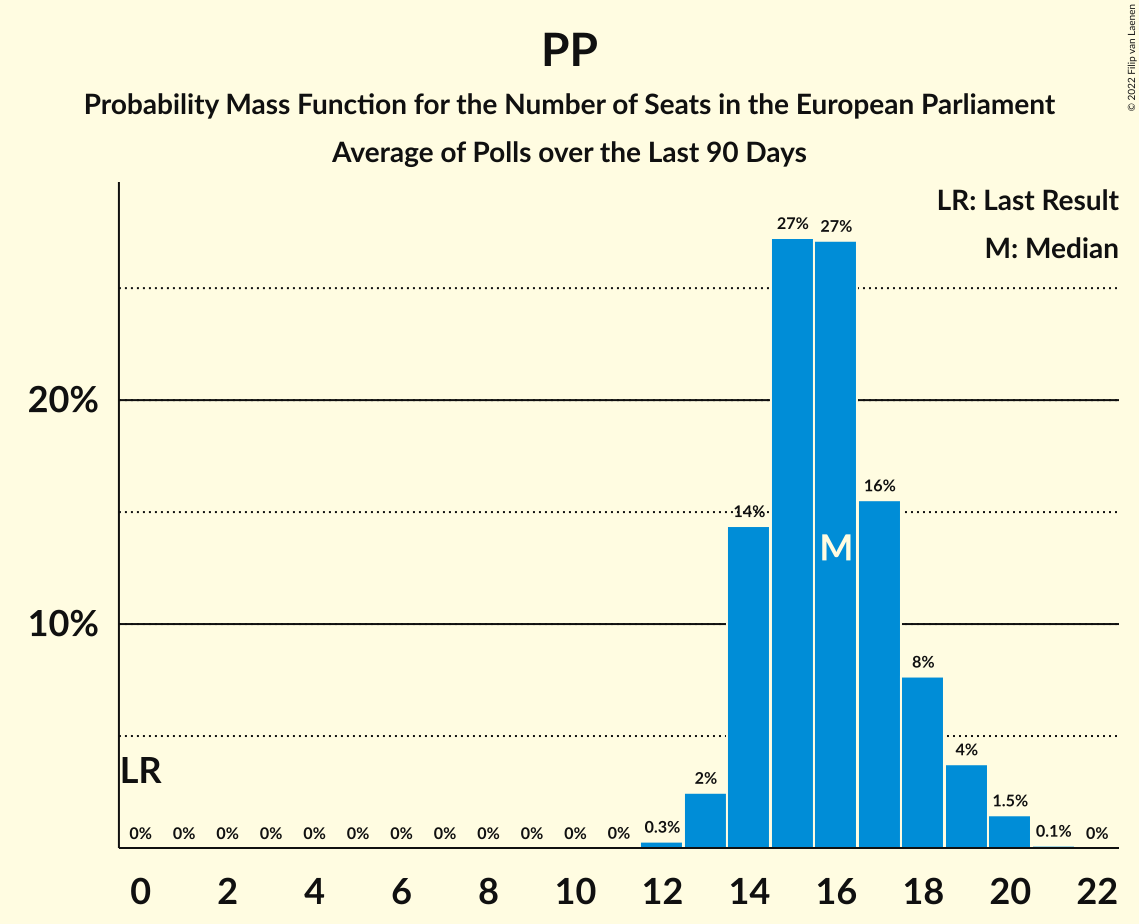 PP
Probability Mass Function for the Number of Seats in the European Parliament
Average of Polls over the Last 90 Days
© 2022 Filip van Laenen
LR: Last Result
M: Median
27% 27%
20%
16%
14%
M
10%
8%
4%
LR
2%
1.5%
0% 0% 0% 0% 0% 0% 0% 0% 0% 0% 0% 0% 0.3% 0.1% 0%
0 2 4 6 8 10 12 14 16 18 20 22